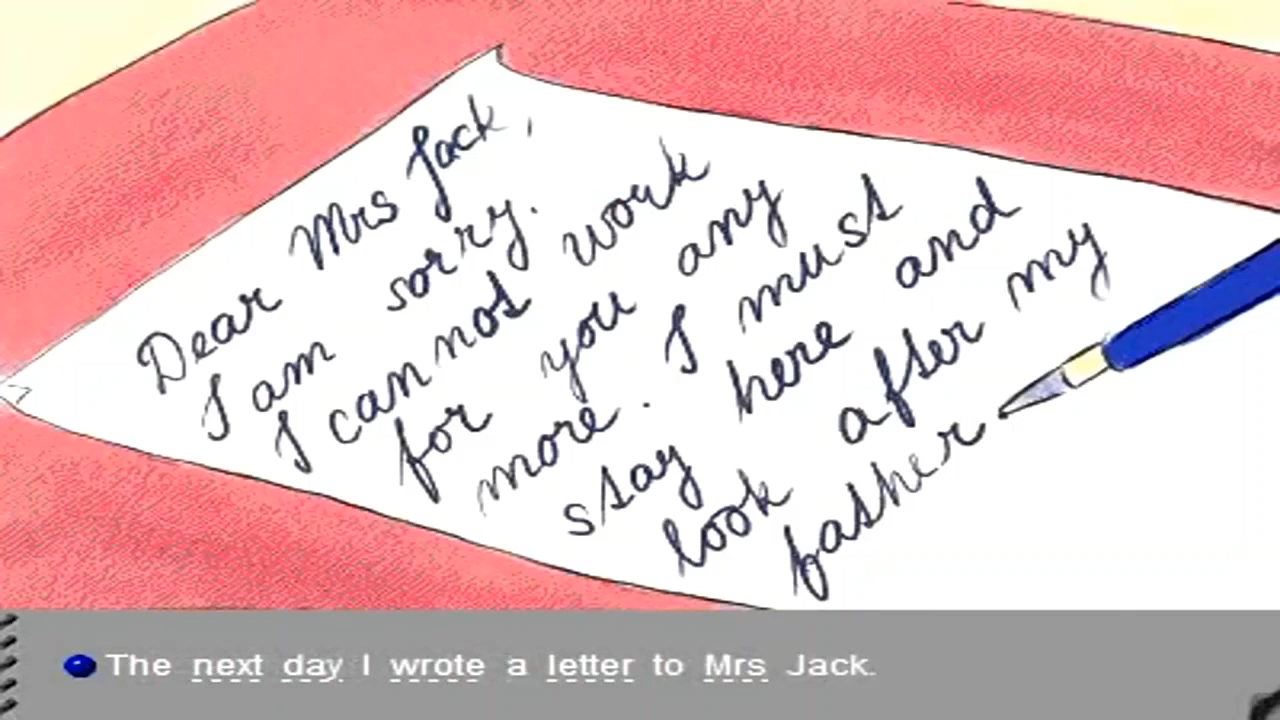 Dear Mrs Jack,
I am sorry.
I cannot work
for you any
more. I must
stay here and
look after my
father
The next day I wrote a letter to Mrs Jack.